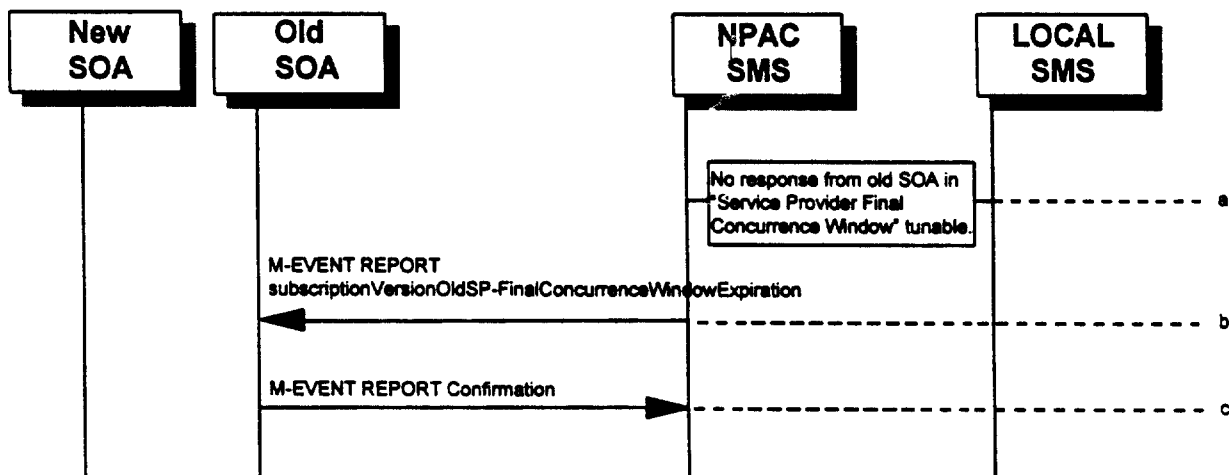 New
SOA
Old
SOA
NPAC
SMS
LOCAL
SMS
No response from old SOA in
"Service Provider Final
Concurrence Window" tunable.
a
M-EVENT REPORT
subscriptionVersionOldSP-FinalConcurrenceWindowExpiration
b
M-EVENT REPORT Confirmation
c